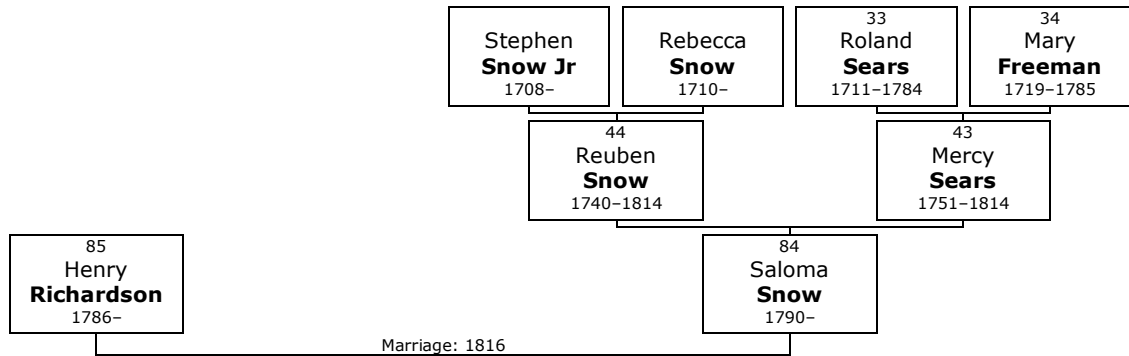 Stephen
Snow Jr
1708–
Rebecca
Snow
1710–
33
Roland
Sears
1711–1784
34
Mary
Freeman
1719–1785
44
Reuben
Snow
1740–1814
43
Mercy
Sears
1751–1814
85
Henry
Richardson
1786–
84
Saloma
Snow
1790–
Marriage: 1816